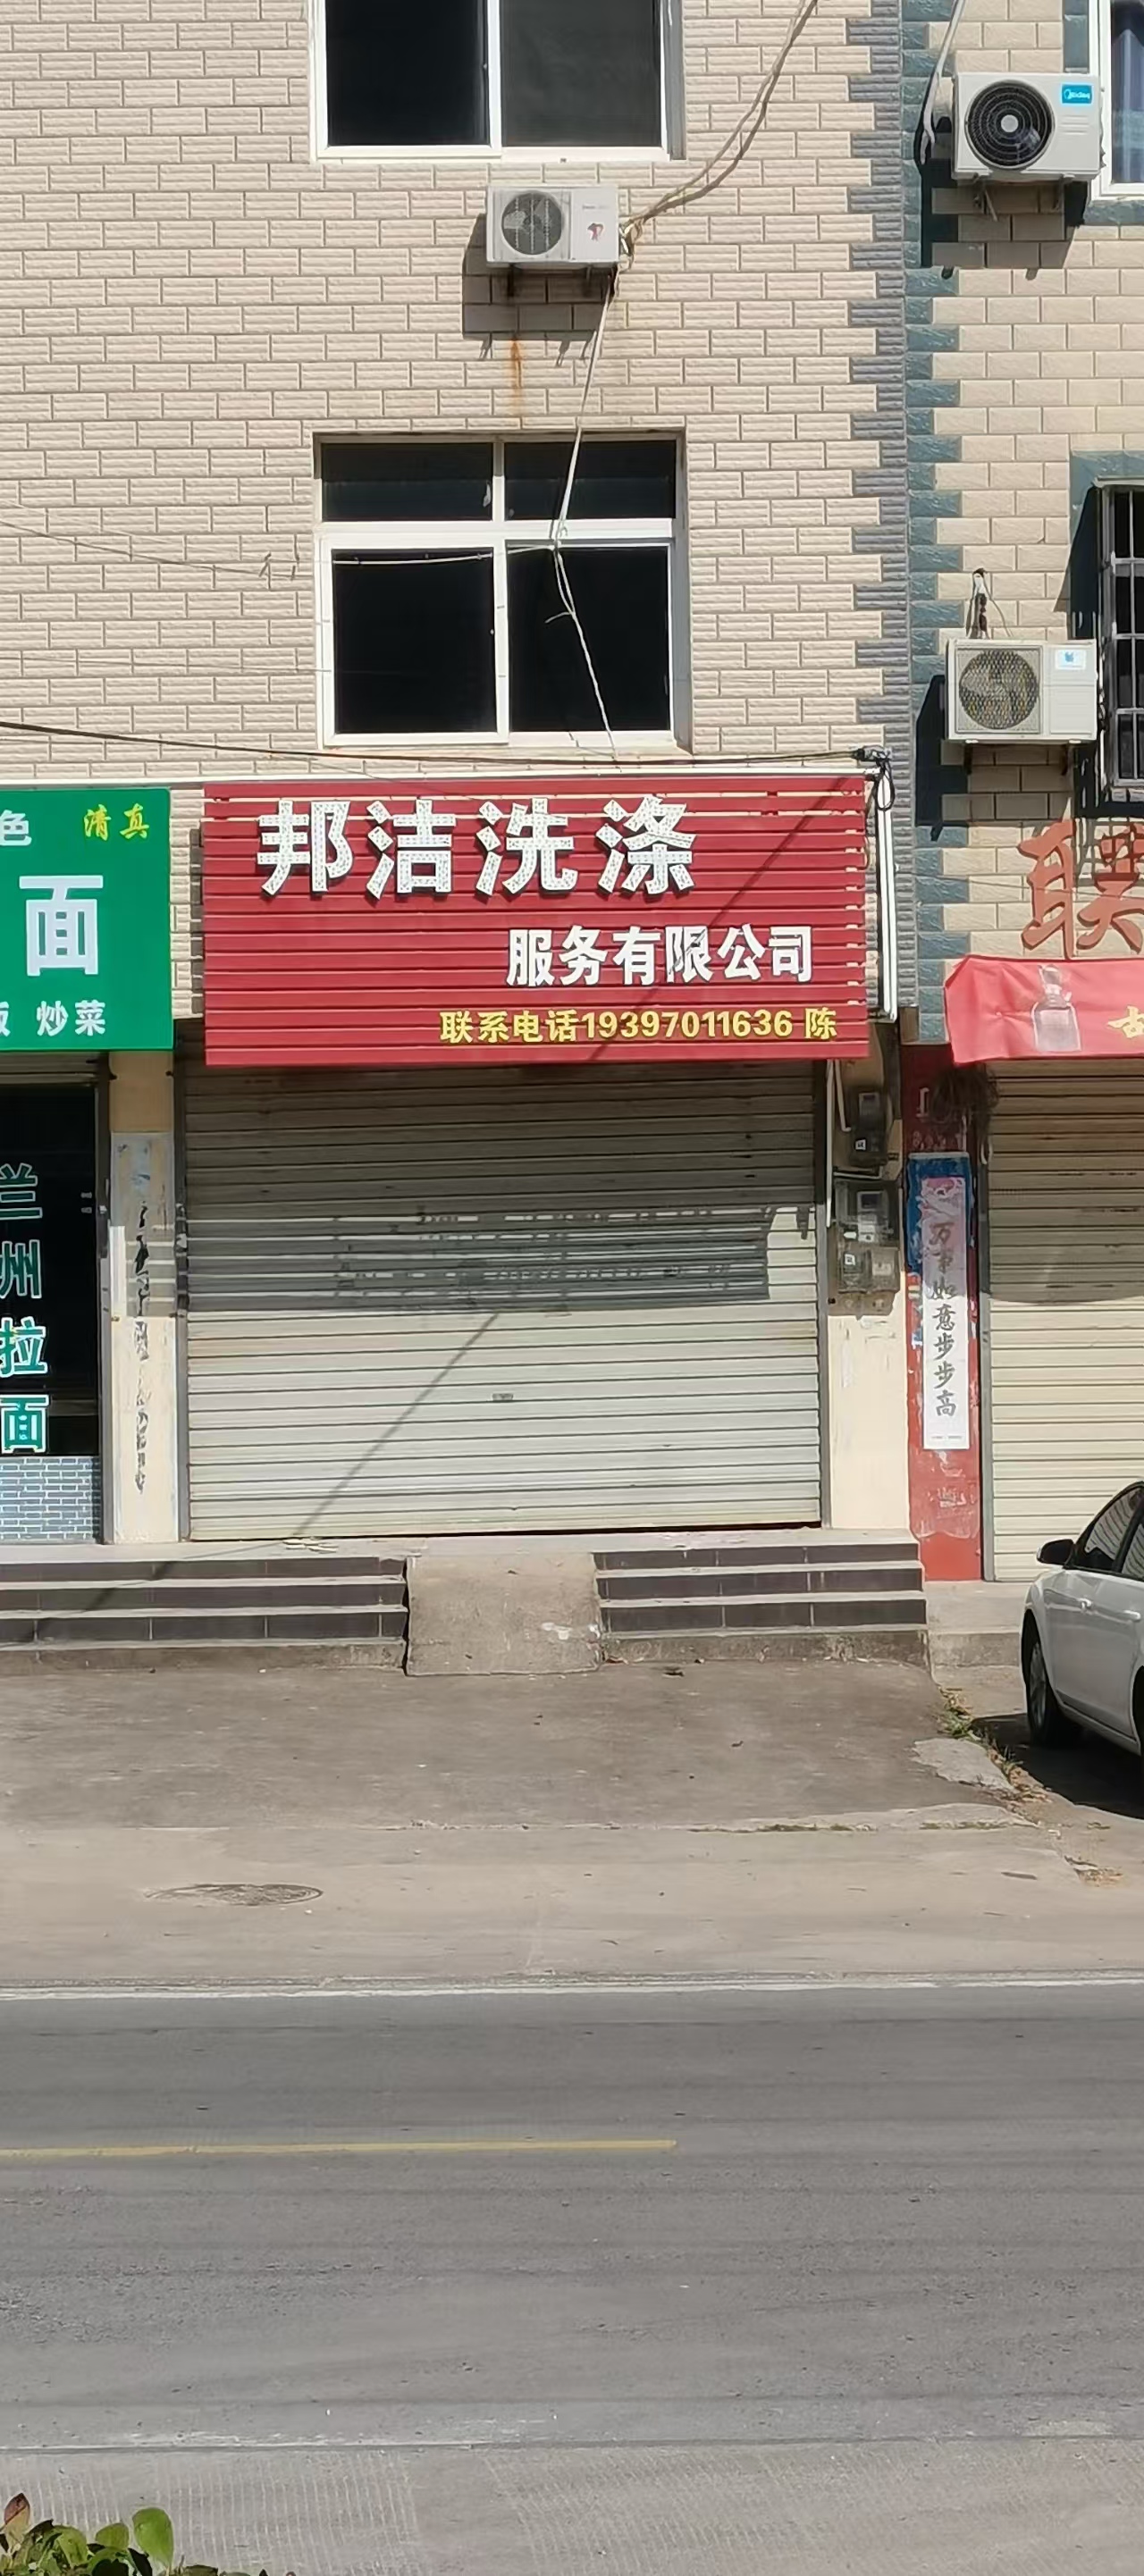 Midea
邦洁洗涤
服务有限公司
联系电话19397011636 陈
色 清真
面
炒菜
兰州拉面
联
万事如意步步高